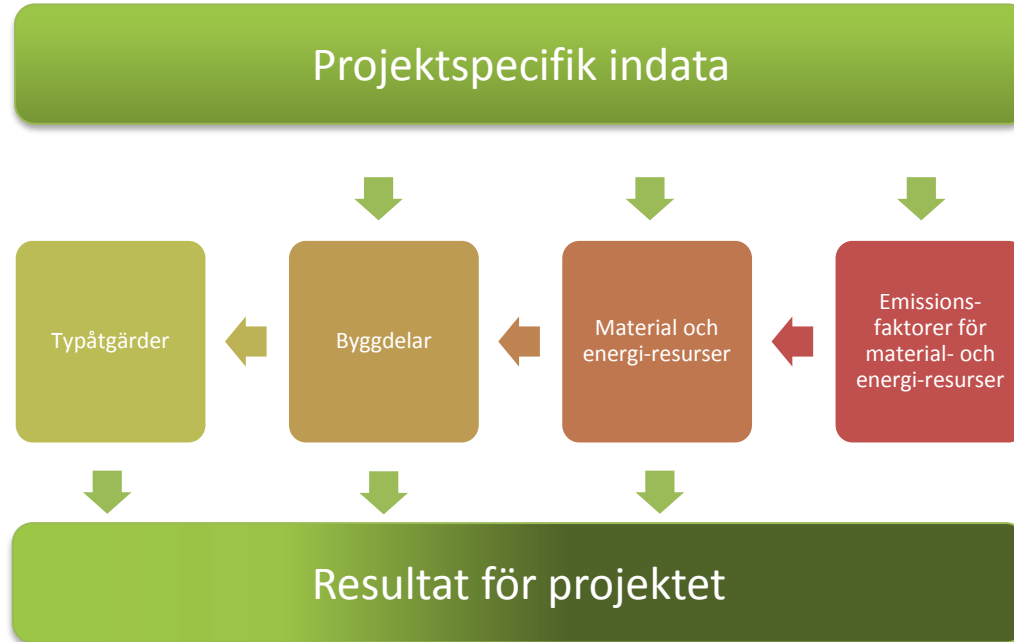 Projektspecifik indata
Typåtgärder
Byggdelar
Material och
energi-resurser
Emissions-
faktorer för
material- och
energi-resurser
Resultat för projektet